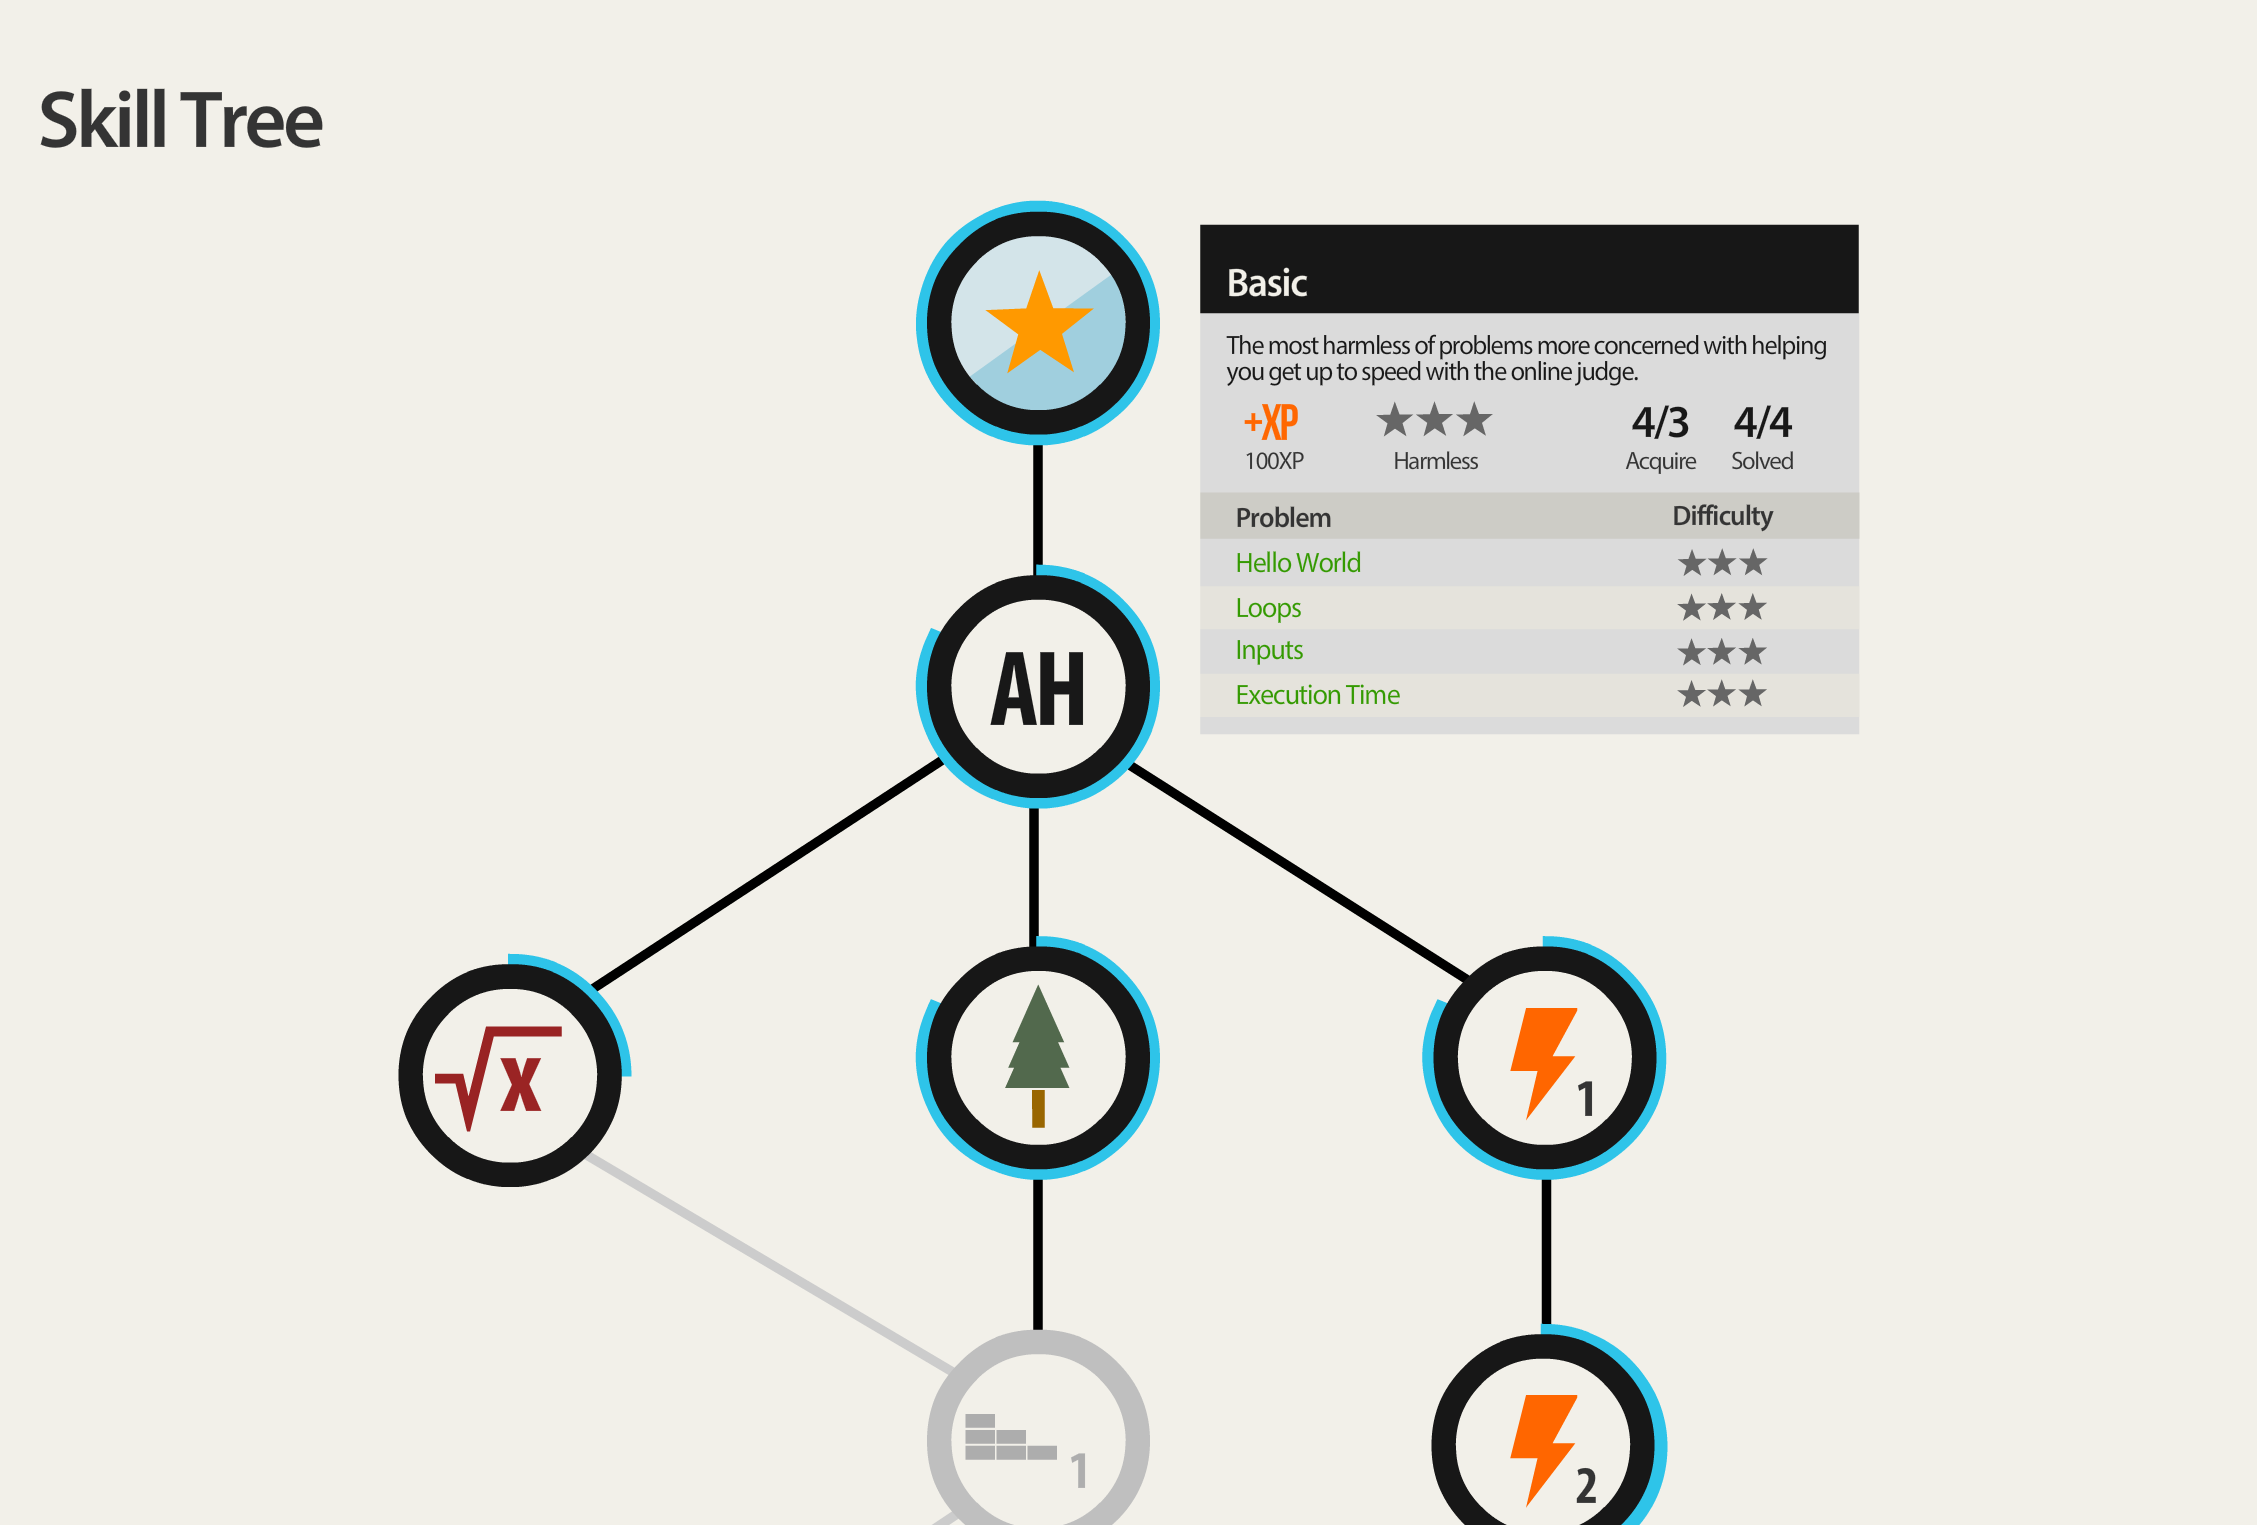 Skill Tree
Basic
The most harmless of problems more concerned with helping
you get up to speed with the online judge.
+XP
100XP
Harmless
4/3
Acquire
4/4
Solved
Problem Difficulty
Hello World
Loops
Inputs
Execution Time
AH
√x
1
1
2